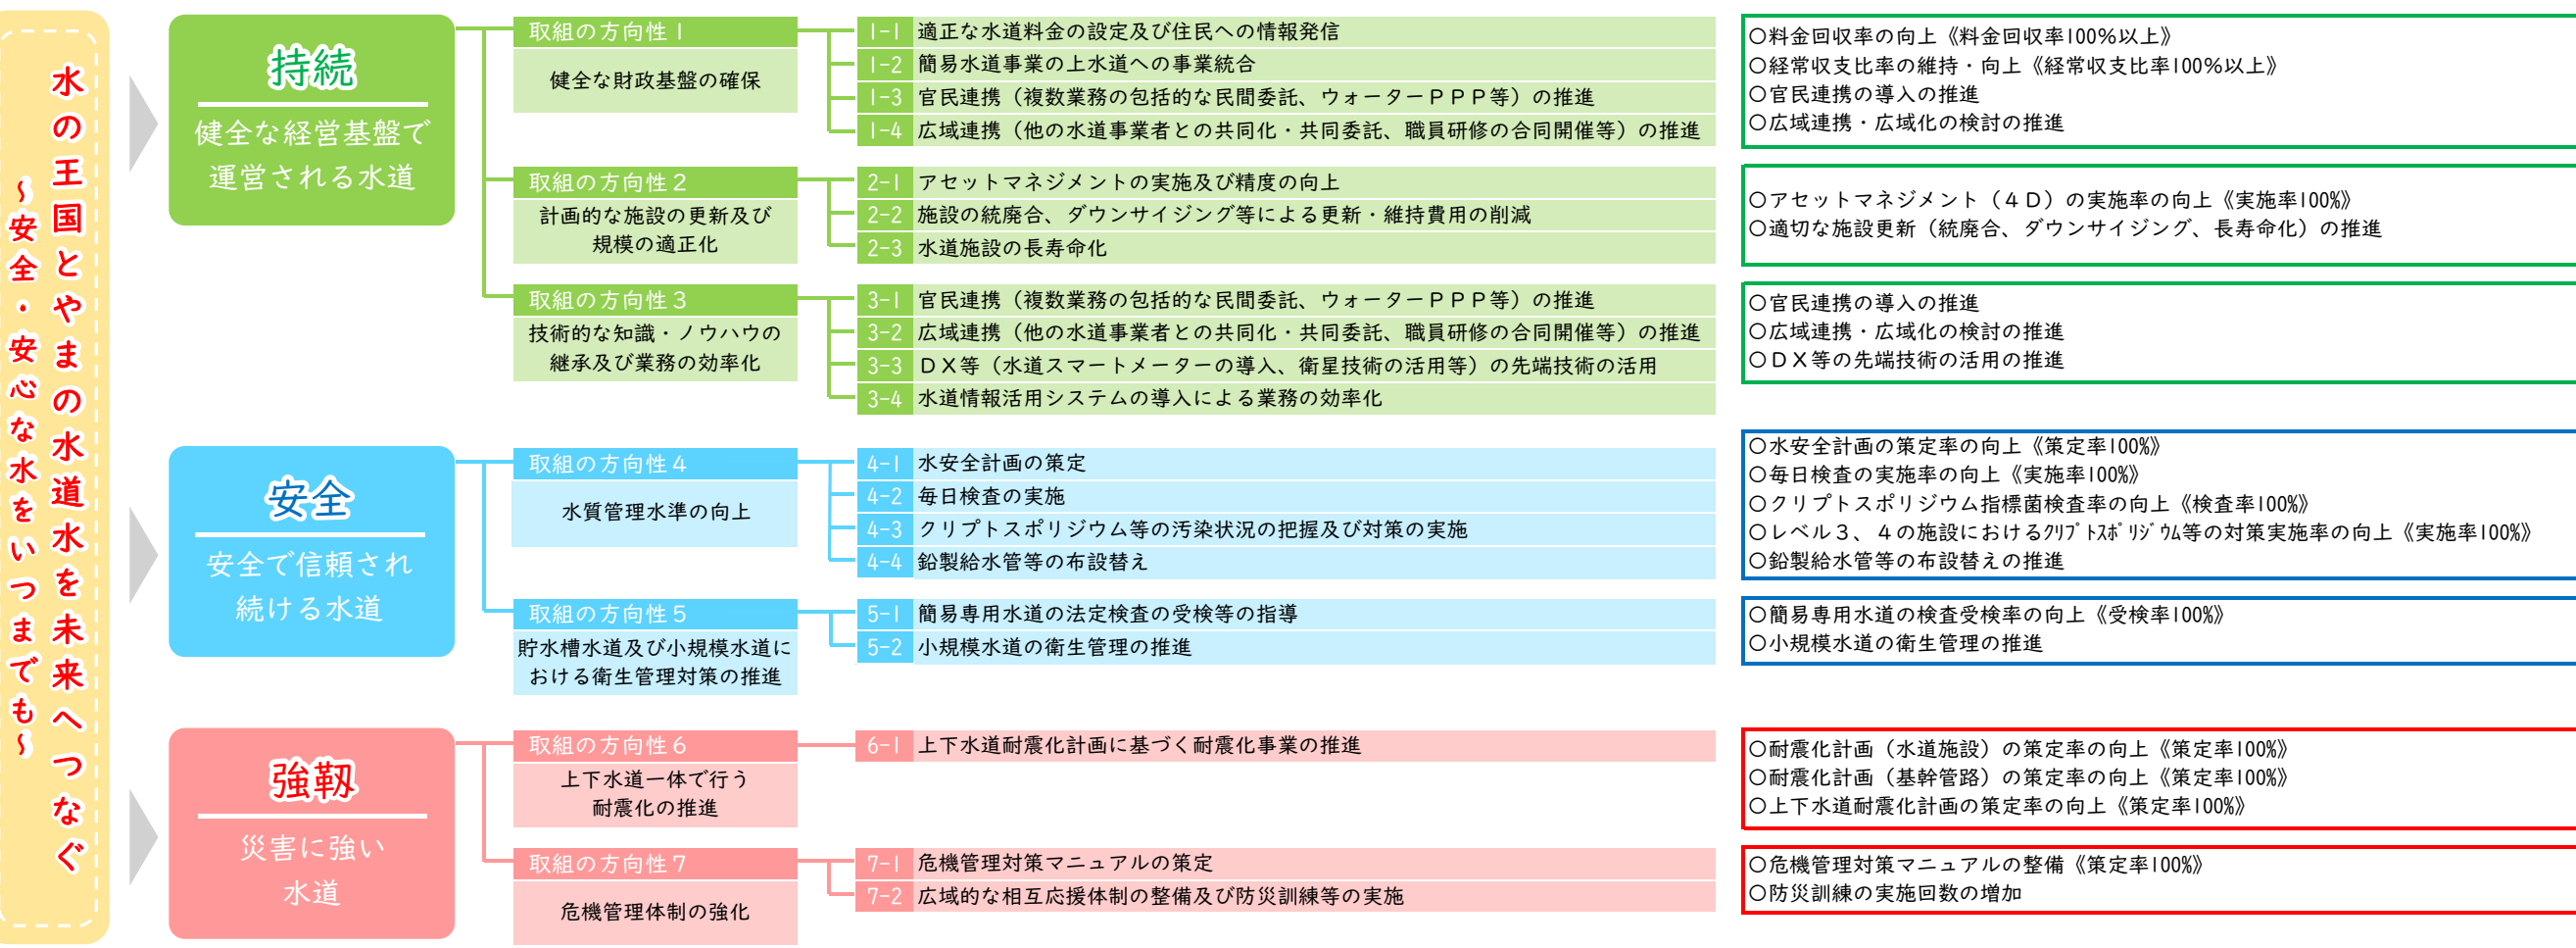 水の王国とやまの水道水を未来へつなぐ
～安全・安心な水をいつまでも～
持続
健全な経営基盤で
運営される水道
取組の方向性1
健全な財政基盤の確保
1-1 適正な水道料金の設定及び住民への情報発信
1-2 簡易水道事業の上水道への事業統合
1-3 官民連携（複数業務の包括的な民間委託、ウォーターPPP等）の推進
1-4 広域連携（他の水道事業者との共同化・共同委託、職員研修の合同開催等）の推進
○料金回収率の向上《料金回収率100％以上》
○経常収支比率の維持・向上《経常収支比率100％以上》
○官民連携の導入の推進
○広域連携・広域化の検討の推進
取組の方向性２
計画的な施設の更新及び
規模の適正化
2-1 アセットマネジメントの実施及び精度の向上
2-2 施設の統廃合、ダウンサイジング等による更新・維持費用の削減
2-3 水道施設の長寿命化
○アセットマネジメント（４Ｄ）の実施率の向上《実施率100%》
○適切な施設更新（統廃合、ダウンサイジング、長寿命化）の推進
取組の方向性３
技術的な知識・ノウハウの
継承及び業務の効率化
3-1 官民連携（複数業務の包括的な民間委託、ウォーターPPP等）の推進
3-2 広域連携（他の水道事業者との共同化・共同委託、職員研修の合同開催等）の推進
3-3 ＤＸ等（水道スマートメーターの導入、衛星技術の活用等）の先端技術の活用
3-4 水道情報活用システムの導入による業務の効率化
○官民連携の導入の推進
○広域連携・広域化の検討の推進
○ＤＸ等の先端技術の活用の推進
安全
安全で信頼され
続ける水道
取組の方向性４
水質管理水準の向上
4-1 水安全計画の策定
4-2 毎日検査の実施
4-3 クリプトスポリジウム等の汚染状況の把握及び対策の実施
4-4 鉛製給水管等の布設替え
○水安全計画の策定率の向上《策定率100%》
○毎日検査の実施率の向上《実施率100%》
○クリプトスポリジウム指標菌検査率の向上《検査率100%》
○レベル３、４の施設におけるｸﾘﾌﾟﾄｽﾎﾟﾘｼﾞｳﾑ等の対策実施率の向上《実施率100%》
○鉛製給水管等の布設替えの推進
取組の方向性５
貯水槽水道及び小規模水道に
おける衛生管理対策の推進
5-1 簡易専用水道の法定検査の受検等の指導
5-2 小規模水道の衛生管理の推進
○簡易専用水道の検査受検率の向上《受検率100%》
○小規模水道の衛生管理の推進
強靱
災害に強い
水道
取組の方向性６
上下水道一体で行う
耐震化の推進
6-1 上下水道耐震化計画に基づく耐震化事業の推進
○耐震化計画（水道施設）の策定率の向上《策定率100%》
○耐震化計画（基幹管路）の策定率の向上《策定率100%》
○上下水道耐震化計画の策定率の向上《策定率100%》
取組の方向性７
危機管理体制の強化
7-1 危機管理対策マニュアルの策定
7-2 広域的な相互応援体制の整備及び防災訓練等の実施
○危機管理対策マニュアルの整備《策定率100%》
○防災訓練の実施回数の増加